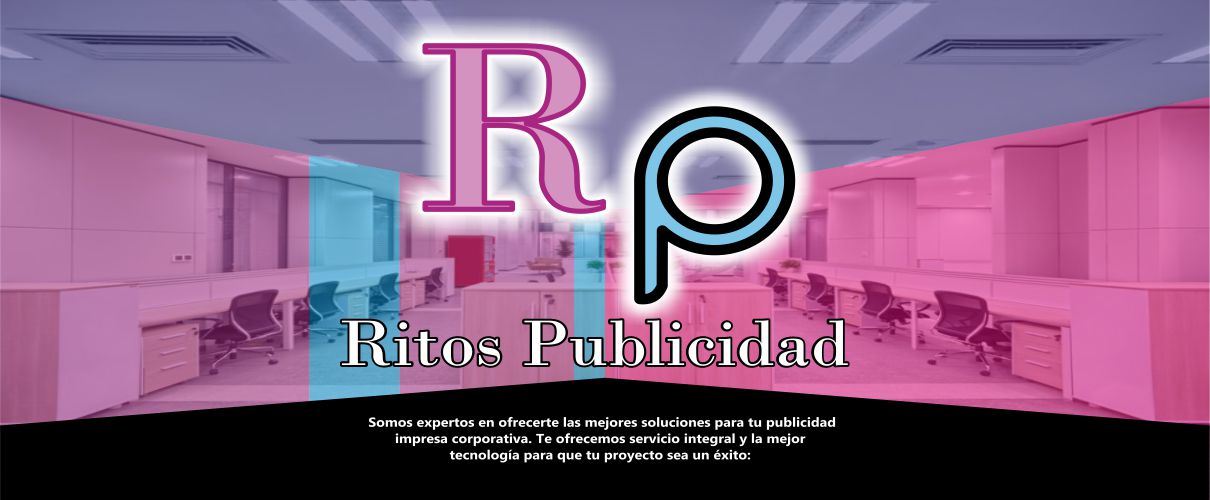 Rp
Ritos Publicidad
Somos expertos en ofrecerte las mejores soluciones para tu publicidad
impresa corporativa. Te ofrecemos servicio integral y la mejor
tecnología para que tu proyecto sea un éxito: